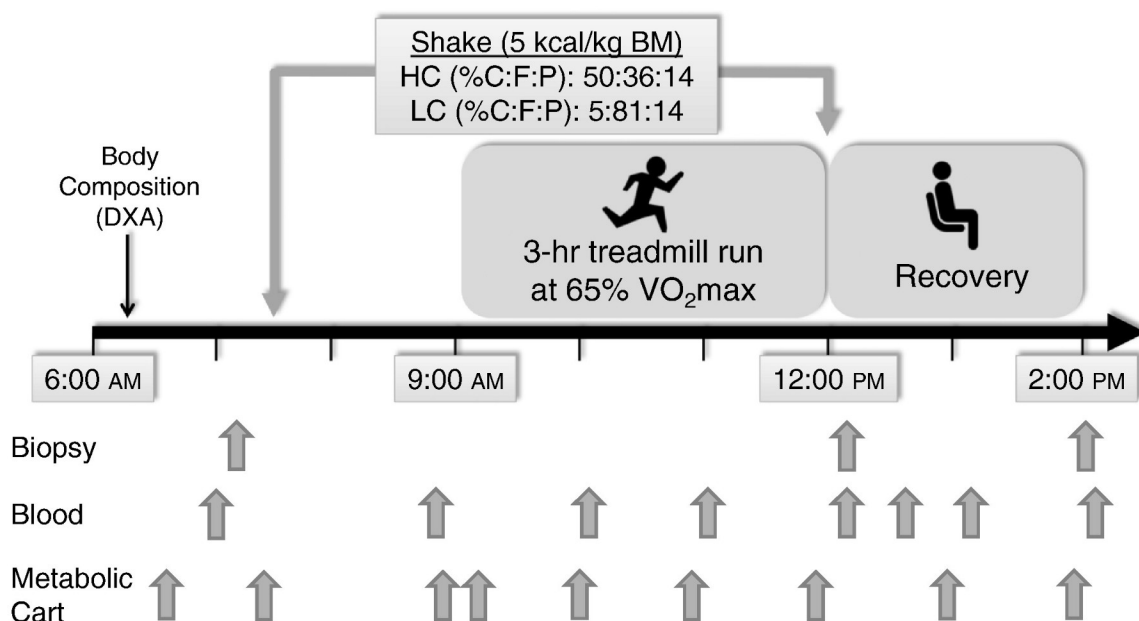 Shake (5 kcal/kg BM)
HC (%C:F:P): 50:36:14
LC (%C:F:P): 5:81:14
Body
Composition
(DXA)
3-hr treadmill run
at 65% VO₂max
Recovery
6:00 AM
9:00 AM
12:00 PM
2:00 PM
Biopsy
Blood
Metabolic
Cart